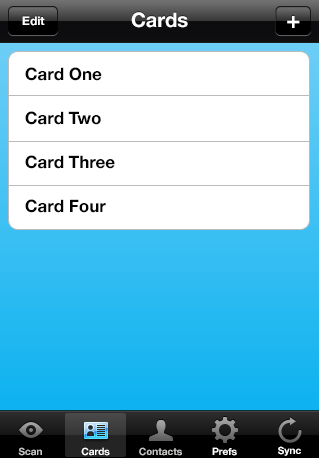 Edit Cards +
Card One
Card Two
Card Three
Card Four
Scan Cards Contacts Prefs Sync